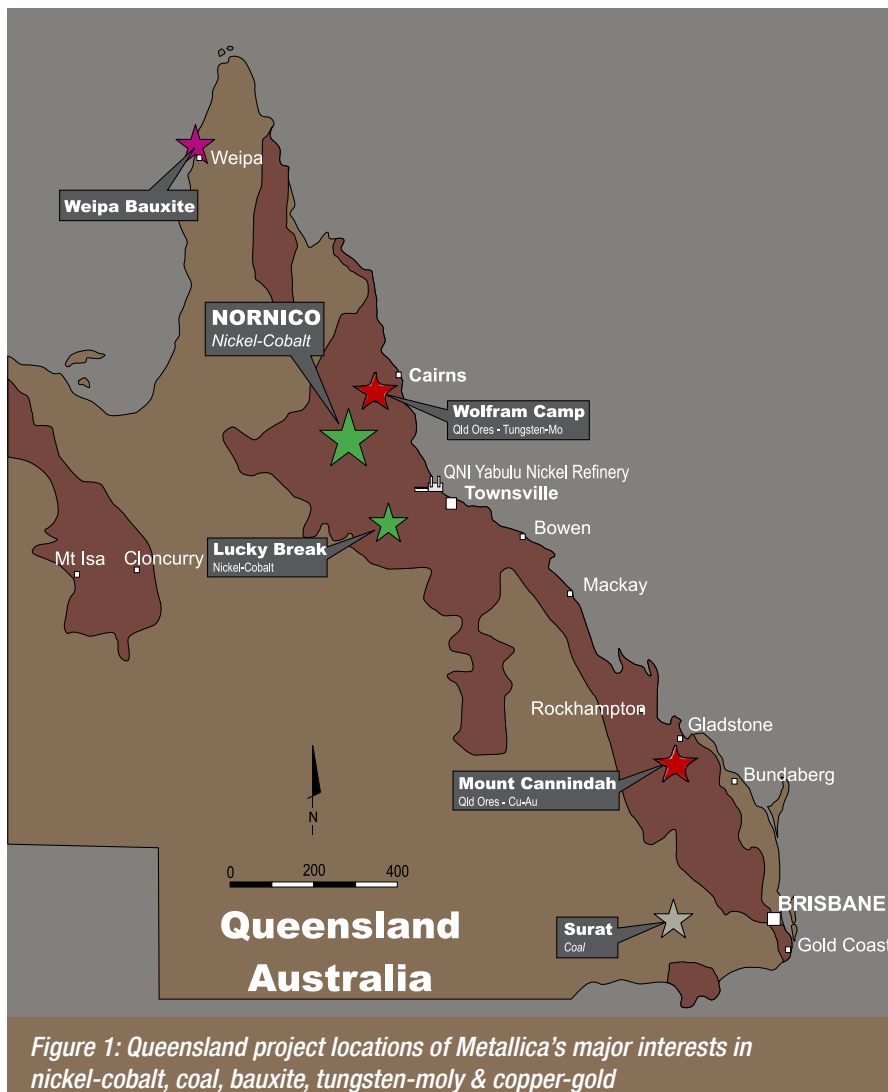 Weipa
Weipa Bauxite
NORNICO
Nickel-Cobalt
Cairns
Wolfram Camp
Qld Ores - Tungsten-Mo
QNI Yabulu Nickel Refinery
Townsville
Lucky Break
Nickel-Cobalt
Bowen
Mt Isa
Cloncurry
Mackay
Rockhampton
Gladstone
Mount Cannindah
Qld Ores - Cu-Au
Bundaberg
N
0 200 400
Queensland
Australia
Surat
Coal
BRISBANE
Gold Coast
Figure 1: Queensland project locations of Metallica's major interests in
nickel-cobalt, coal, bauxite, tungsten-moly & copper-gold